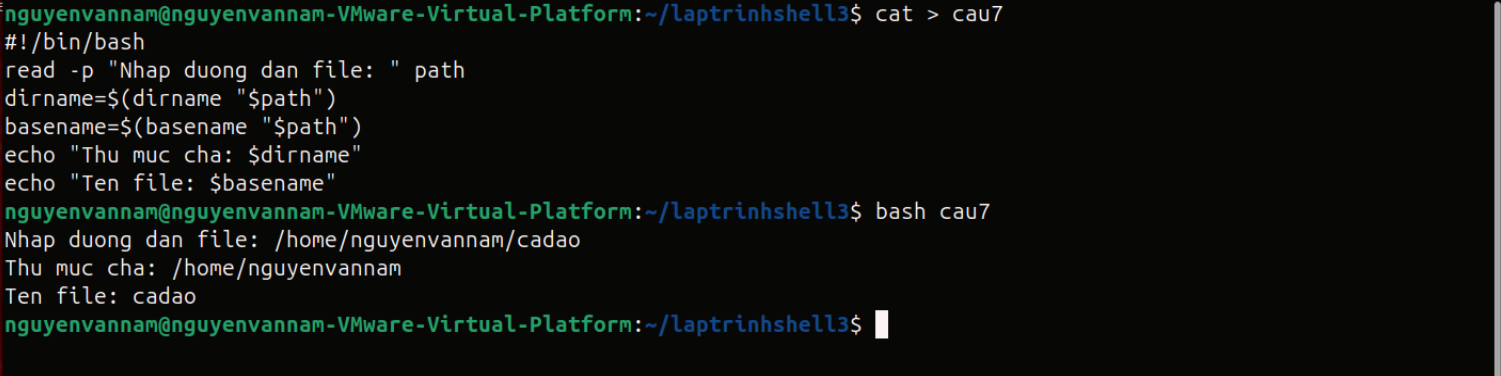 nguyenvannam@nguyenvannam-VMware-Virtual-Platform:~/laptrinhshell3$ cat > cau7
#!/bin/bash
read -p "Nhap duong dan file: " path
dirname=$(dirname "$path")
basename=$(basename "$path")
echo "Thu muc cha: $dirname"
echo "Ten file: $basename"
nguyenvannam@nguyenvannam-VMware-Virtual-Platform:~/laptrinhshell3$ bash cau7
Nhap duong dan file: /home/nguyenvannam/cadao
Thu muc cha: /home/nguyenvannam
Ten file: cadao
nguyenvannam@nguyenvannam-VMware-Virtual-Platform:~/laptrinhshell3$